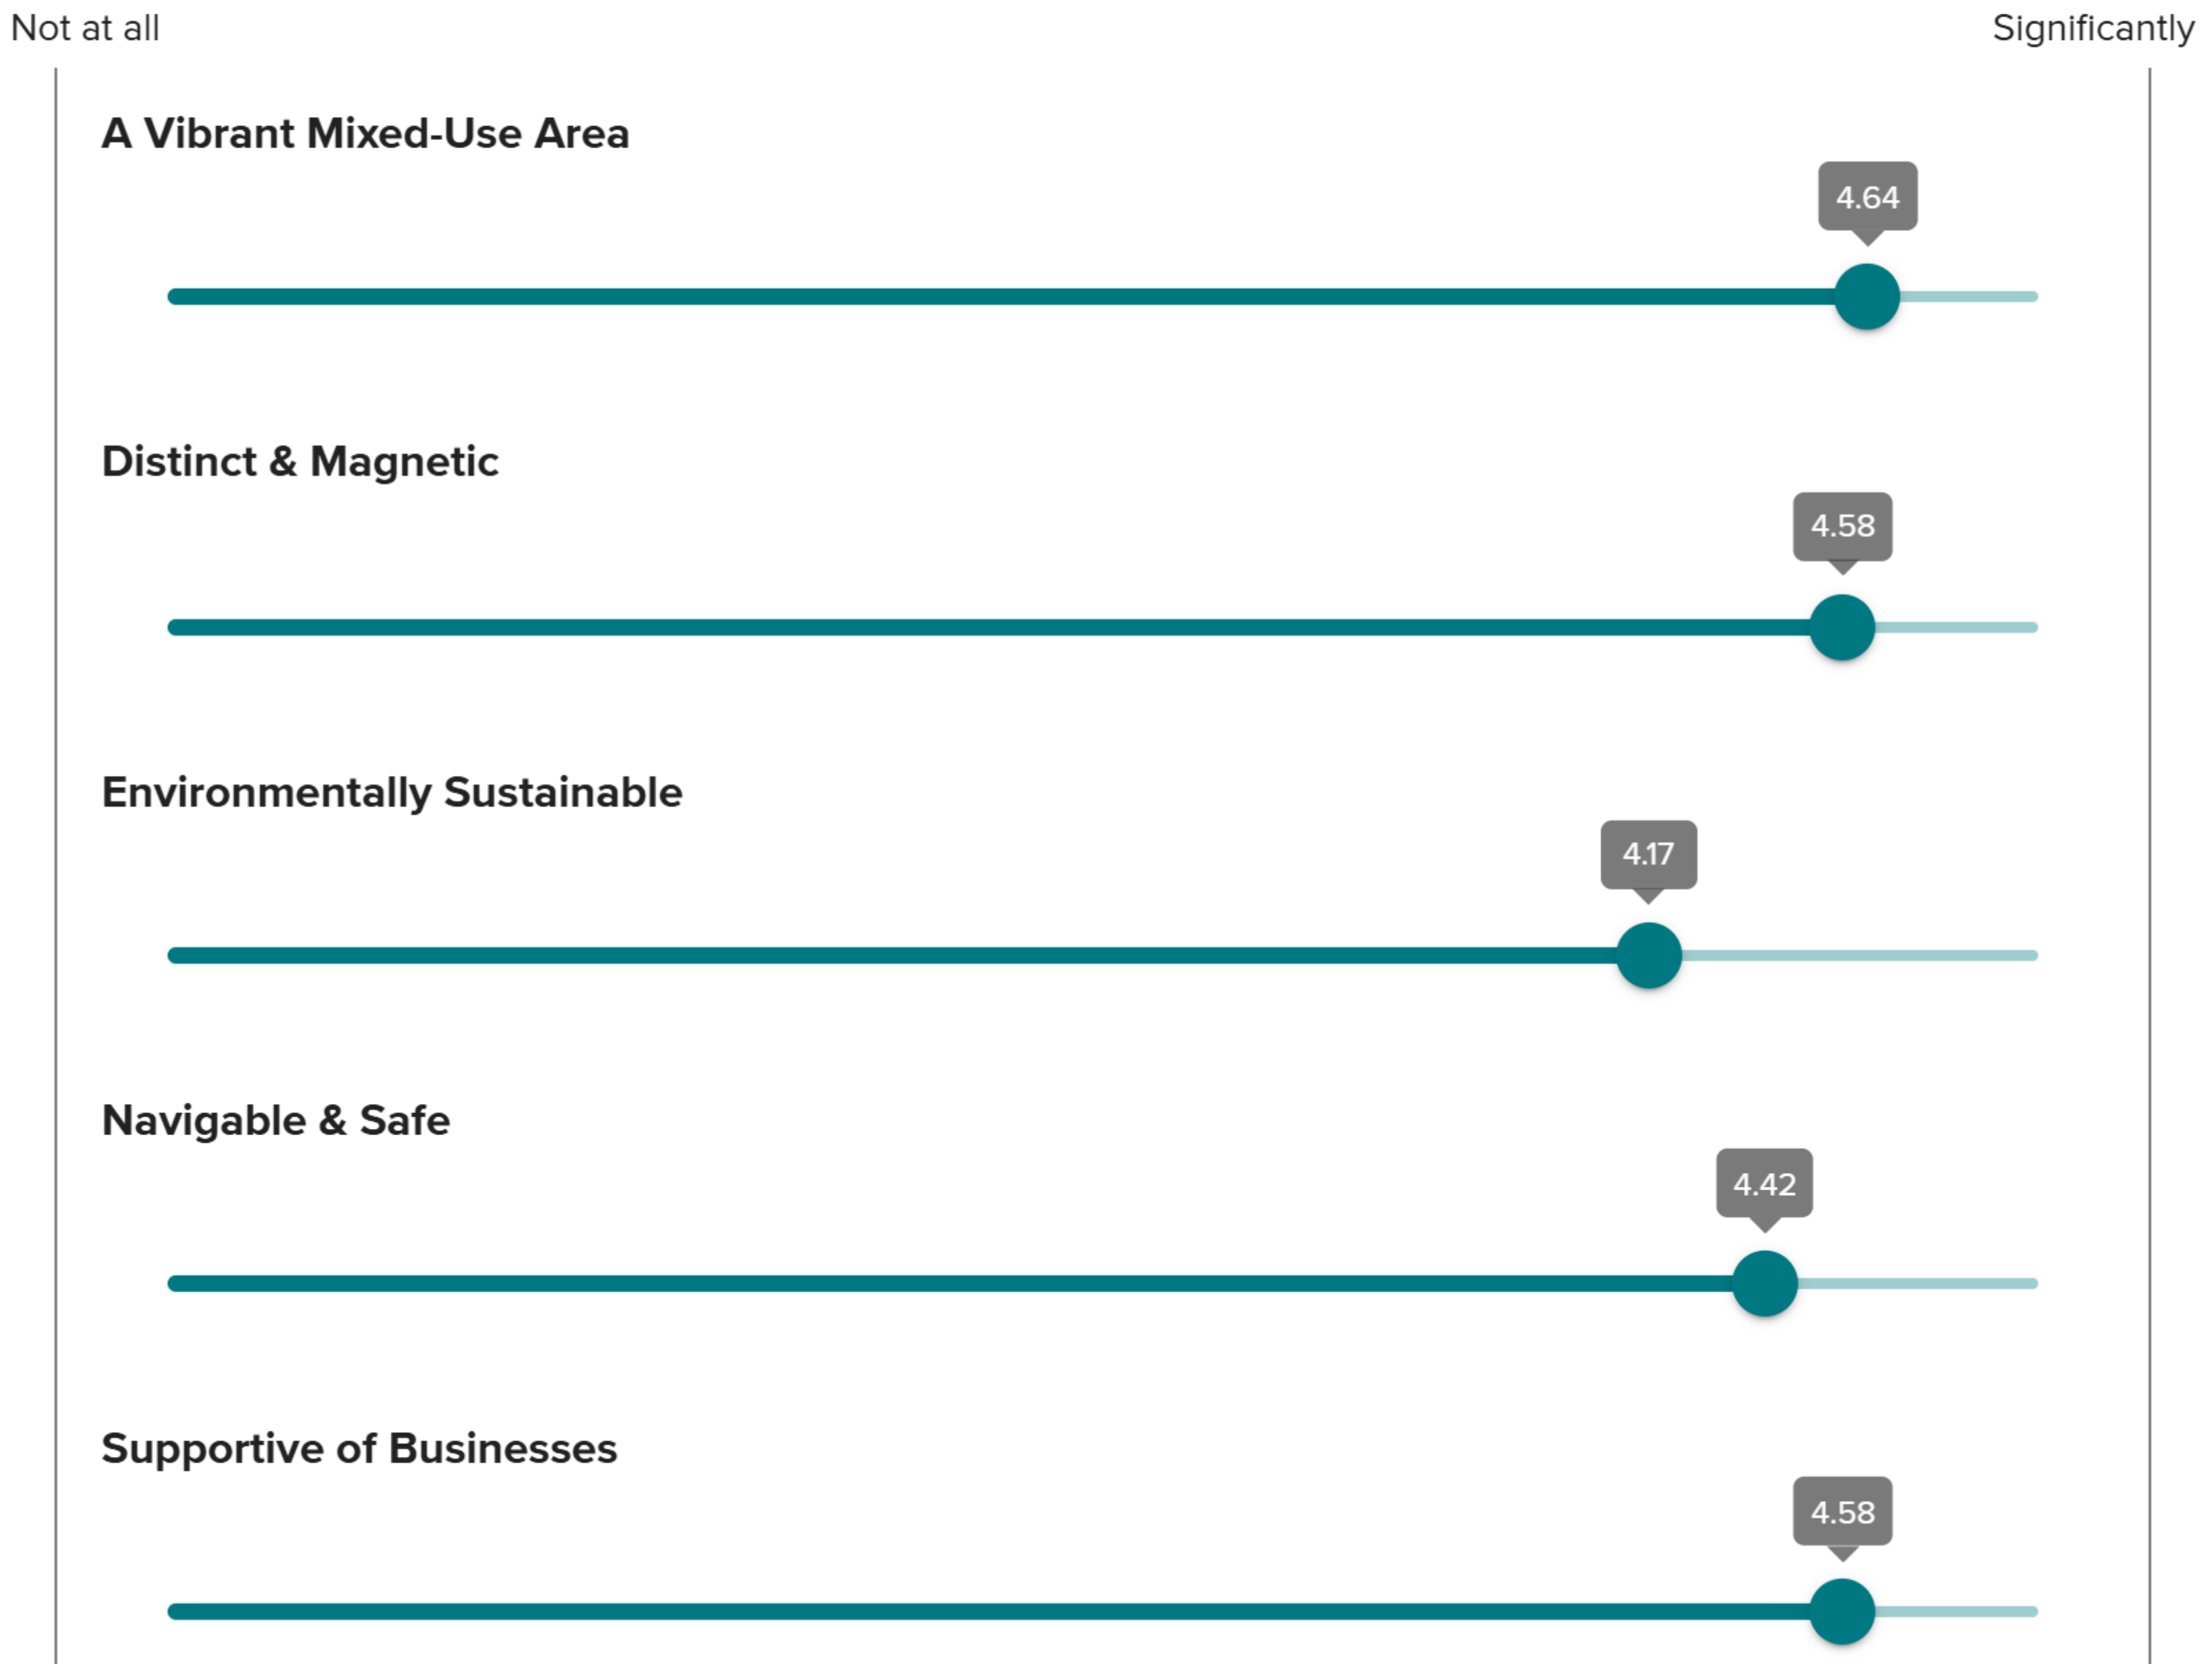 Not at all
Significantly
A Vibrant Mixed-Use Area
4.64
Distinct & Magnetic
4.58
Environmentally Sustainable
4.17
Navigable & Safe
4.42
Supportive of Businesses
4.58